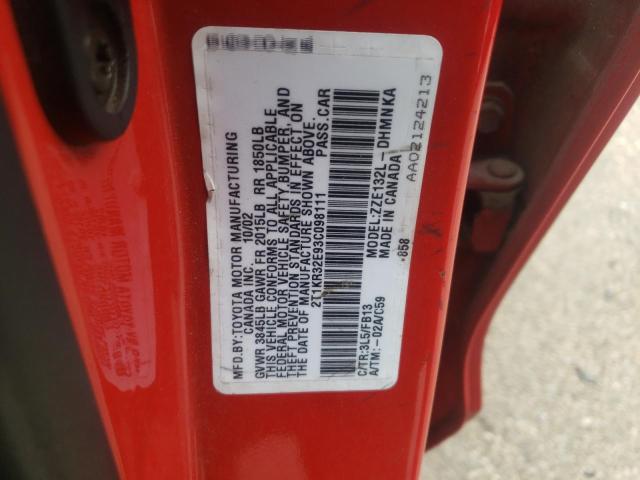 MFD.BY:TOYOTA MOTOR MANUFACTURING
CANADA INC. 10/02
GVWR 3845LB GAWR FR 2015LB RR 1850LB
THIS VEHICLE CONFORMS TO ALL APPLICABLE
FEDERAL MOTOR VEHICLE SAFETY, BUMPER, AND
THEFT PREVENTION STANDARDS IN EFFECT ON
THE DATE OF MANUFACTURE SHOWN ABOVE.
2T1KR32E93C098111 PASS.CAR
C/TR:3L5/FB13 MODEL:ZZE132L-DHMNKA
A/TM:-02A/C59 MADE IN CANADA
*858
AA02124213